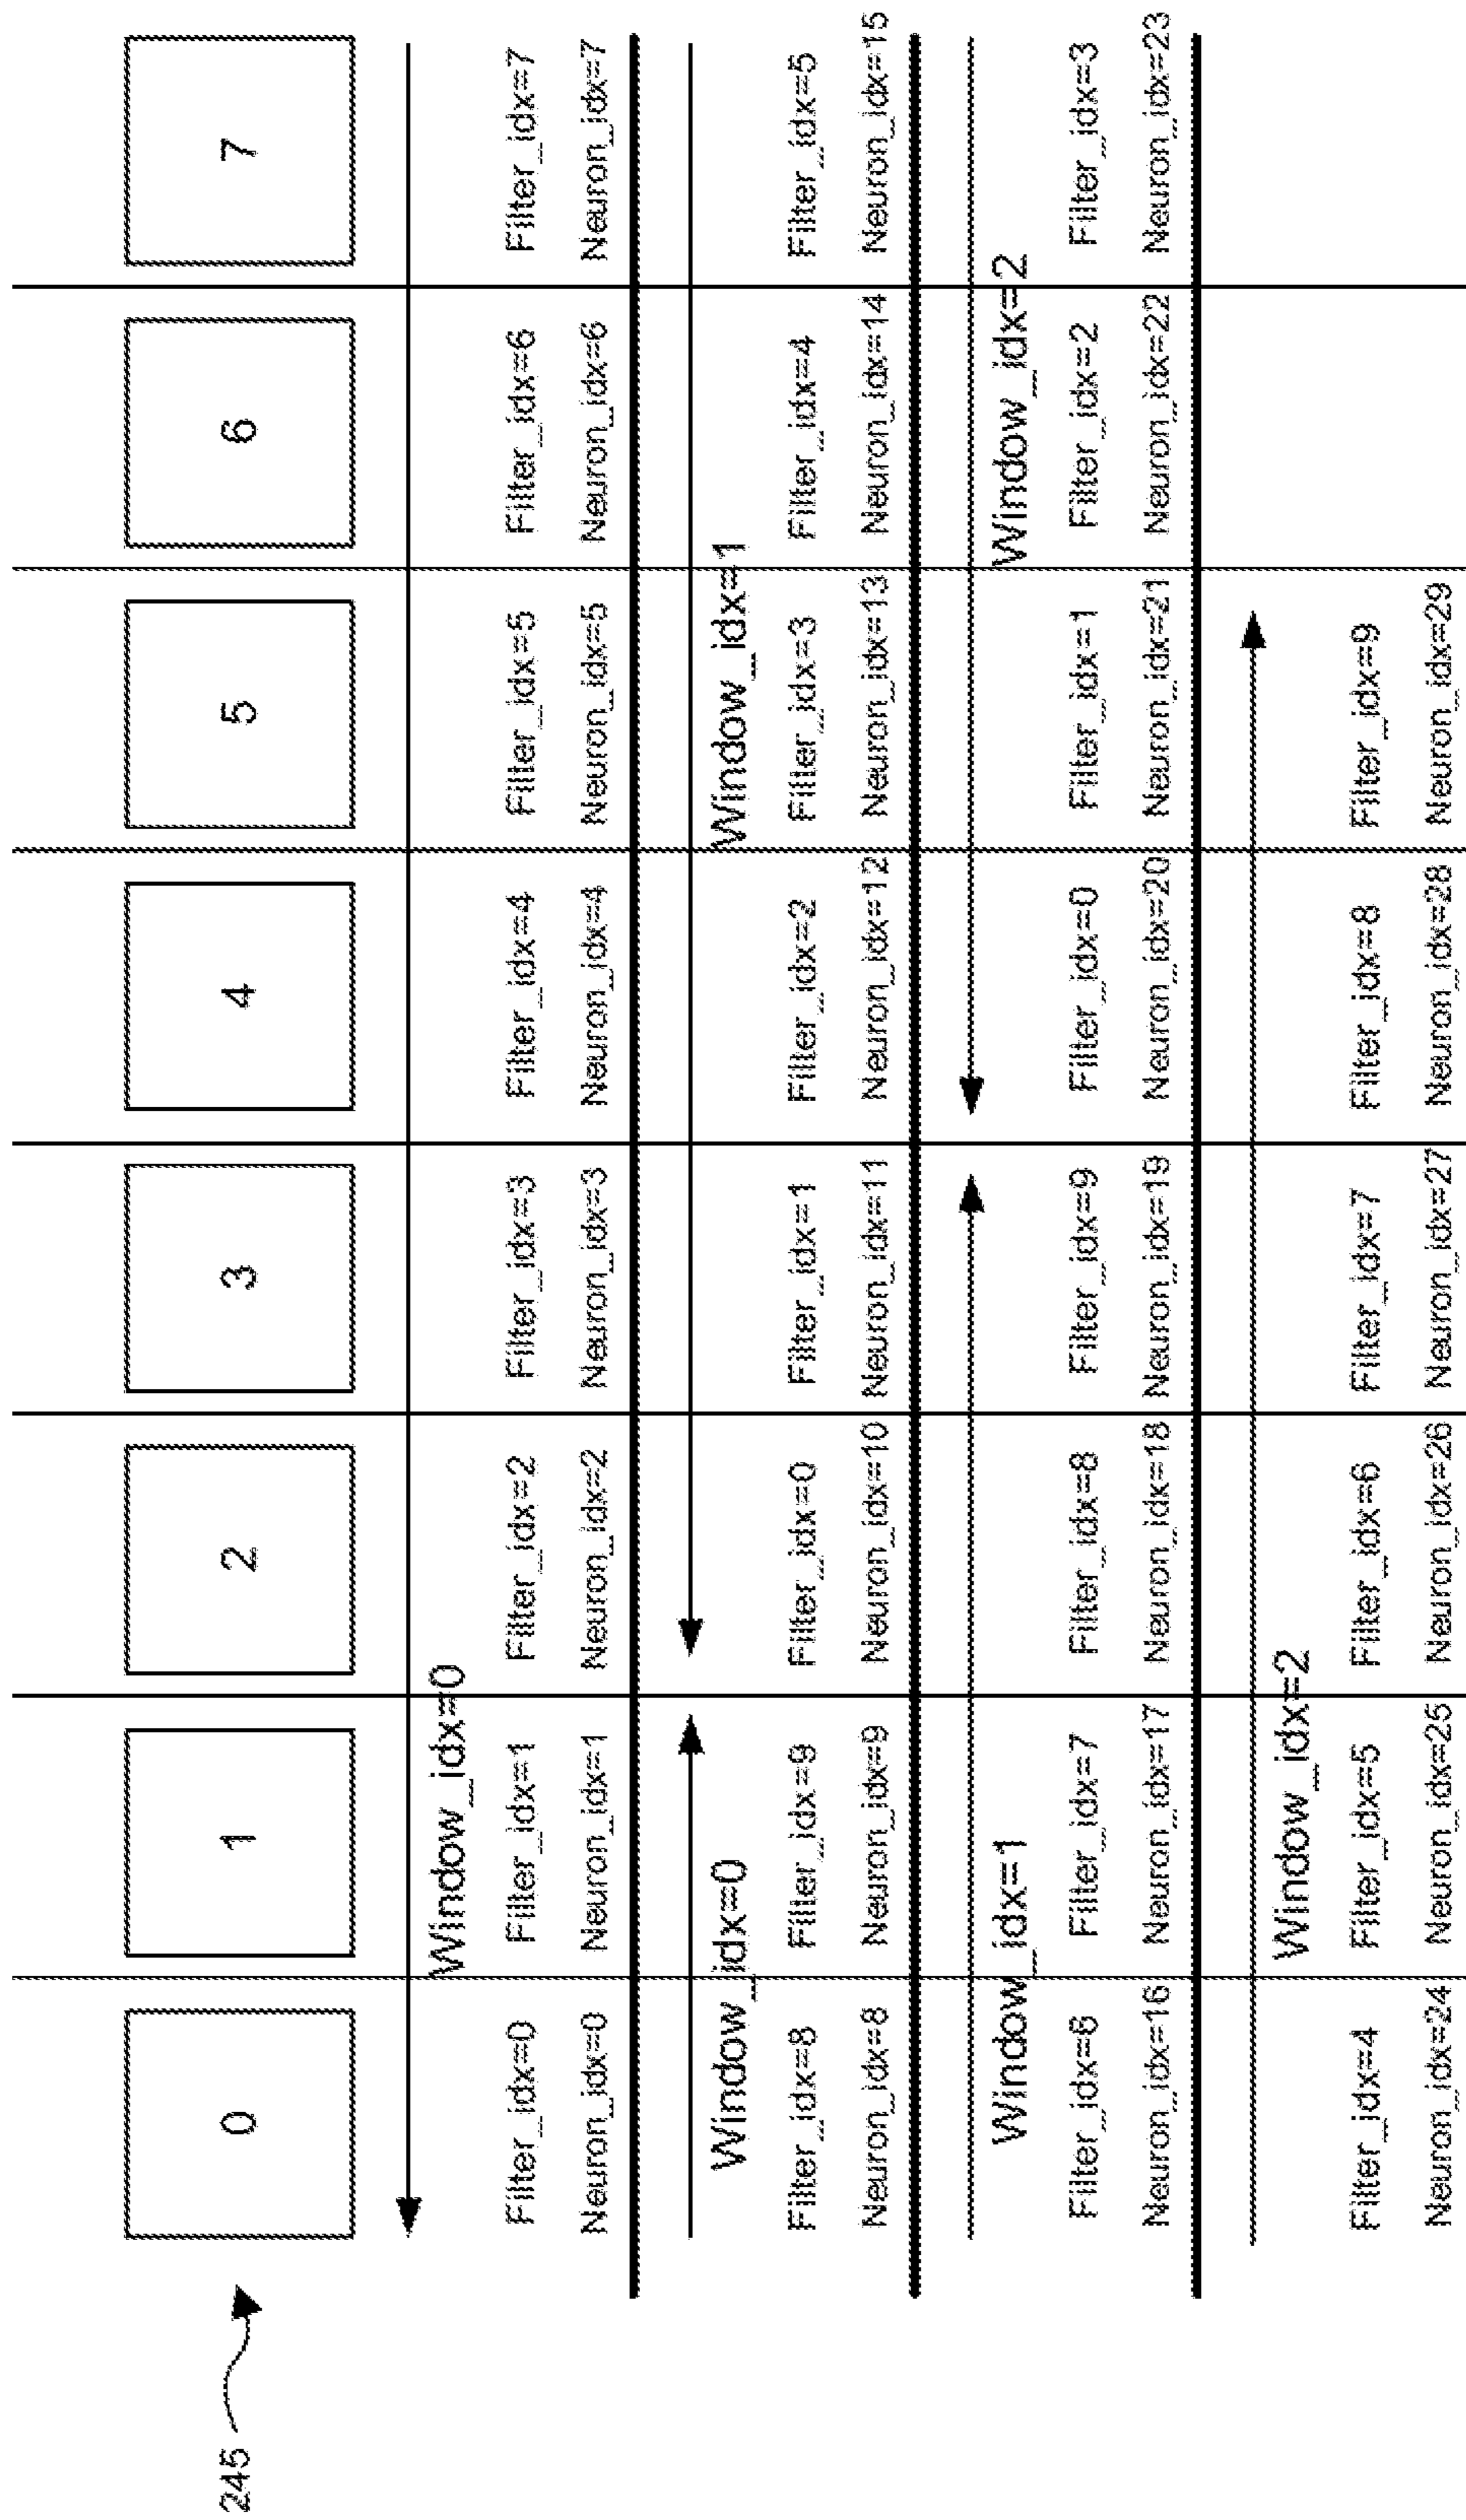 245
0 1 2 3 4 5 6 7
Window_idx=0
Filter_idx=0 Filter_idx=1 Filter_idx=2 Filter_idx=3 Filter_idx=4 Filter_idx=5 Filter_idx=6 Filter_idx=7
Neuron_idx=0 Neuron_idx=1 Neuron_idx=2 Neuron_idx=3 Neuron_idx=4 Neuron_idx=5 Neuron_idx=6 Neuron_idx=7
Window_idx=0 Window_idx=1
Filter_idx=8 Filter_idx=9 Filter_idx=0 Filter_idx=1 Filter_idx=2 Filter_idx=3 Filter_idx=4 Filter_idx=5
Neuron_idx=8 Neuron_idx=9 Neuron_idx=10 Neuron_idx=11 Neuron_idx=12 Neuron_idx=13 Neuron_idx=14 Neuron_idx=15
Window_idx=1 Window_idx=2
Filter_idx=6 Filter_idx=7 Filter_idx=8 Filter_idx=9 Filter_idx=0 Filter_idx=1 Filter_idx=2 Filter_idx=3
Neuron_idx=16 Neuron_idx=17 Neuron_idx=18 Neuron_idx=19 Neuron_idx=20 Neuron_idx=21 Neuron_idx=22 Neuron_idx=23
Window_idx=2
Filter_idx=4 Filter_idx=5 Filter_idx=6 Filter_idx=7 Filter_idx=8 Filter_idx=9
Neuron_idx=24 Neuron_idx=25 Neuron_idx=26 Neuron_idx=27 Neuron_idx=28 Neuron_idx=29